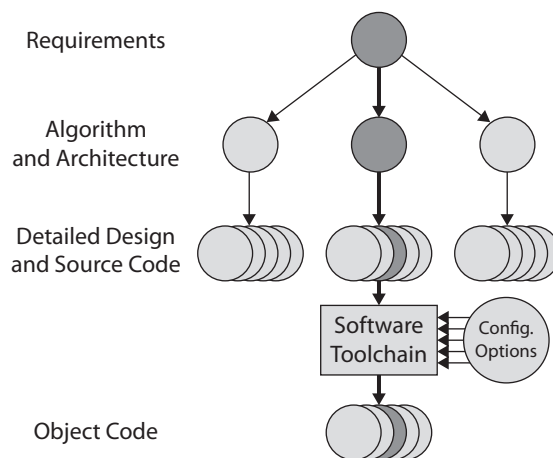 Requirements
Algorithm
and Architecture
Detailed Design
and Source Code
Software
Toolchain
Config.
Options
Object Code